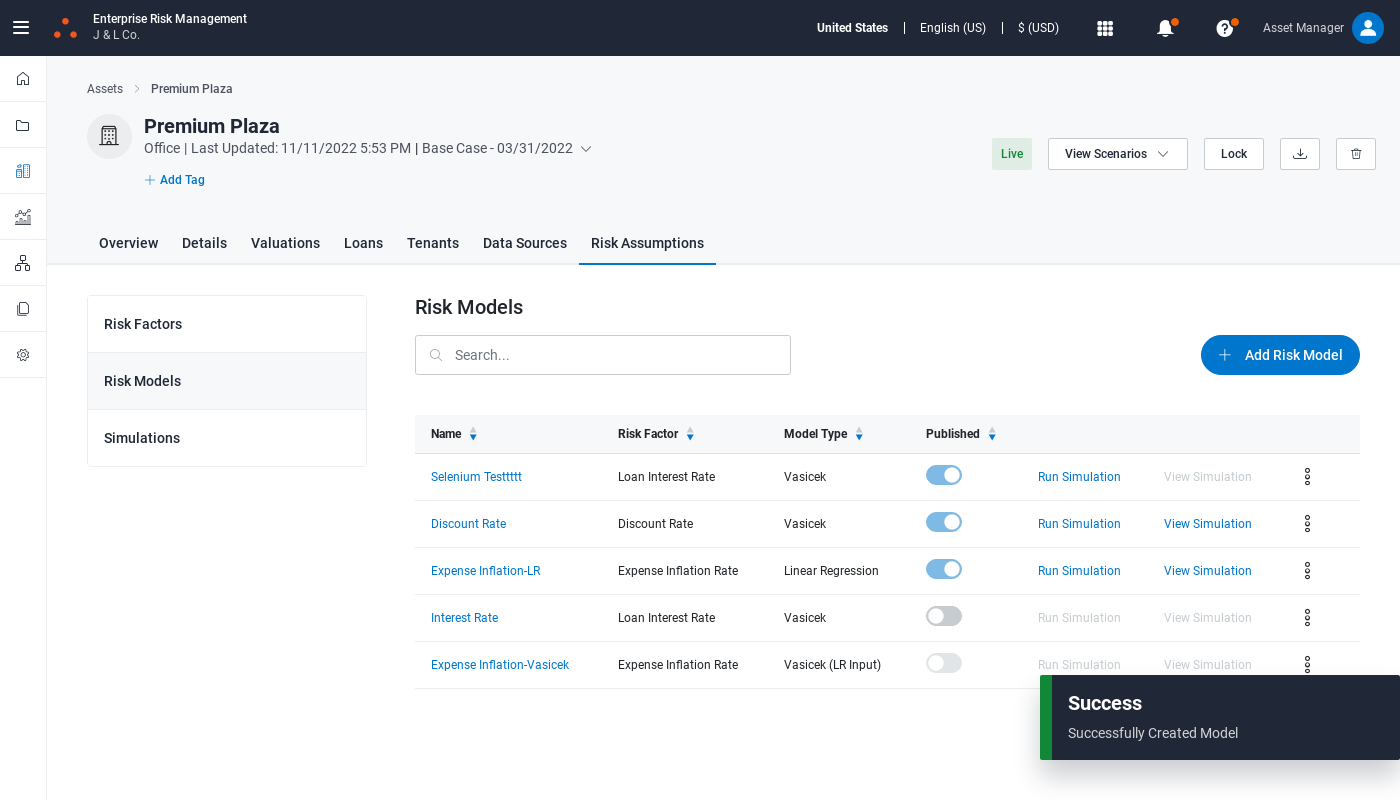 Enterprise Risk Management
J & L Co.
United States | English (US) | $ (USD)
Asset Manager
Assets > Premium Plaza
Premium Plaza
Office | Last Updated: 11/11/2022 5:53 PM | Base Case - 03/31/2022
Add Tag
Live
View Scenarios
Lock
Overview Details Valuations Loans Tenants Data Sources Risk Assumptions
Risk Factors
Risk Models
Simulations
Risk Models
Search...
Add Risk Model
Name Risk Factor Model Type Published
Selenium Testtttt Loan Interest Rate Vasicek Run Simulation View Simulation
Discount Rate Discount Rate Vasicek Run Simulation View Simulation
Expense Inflation-LR Expense Inflation Rate Linear Regression Run Simulation View Simulation
Interest Rate Loan Interest Rate Vasicek Run Simulation View Simulation
Expense Inflation-Vasicek Expense Inflation Rate Vasicek (LR Input) Run Simulation View Simulation
Success
Successfully Created Model